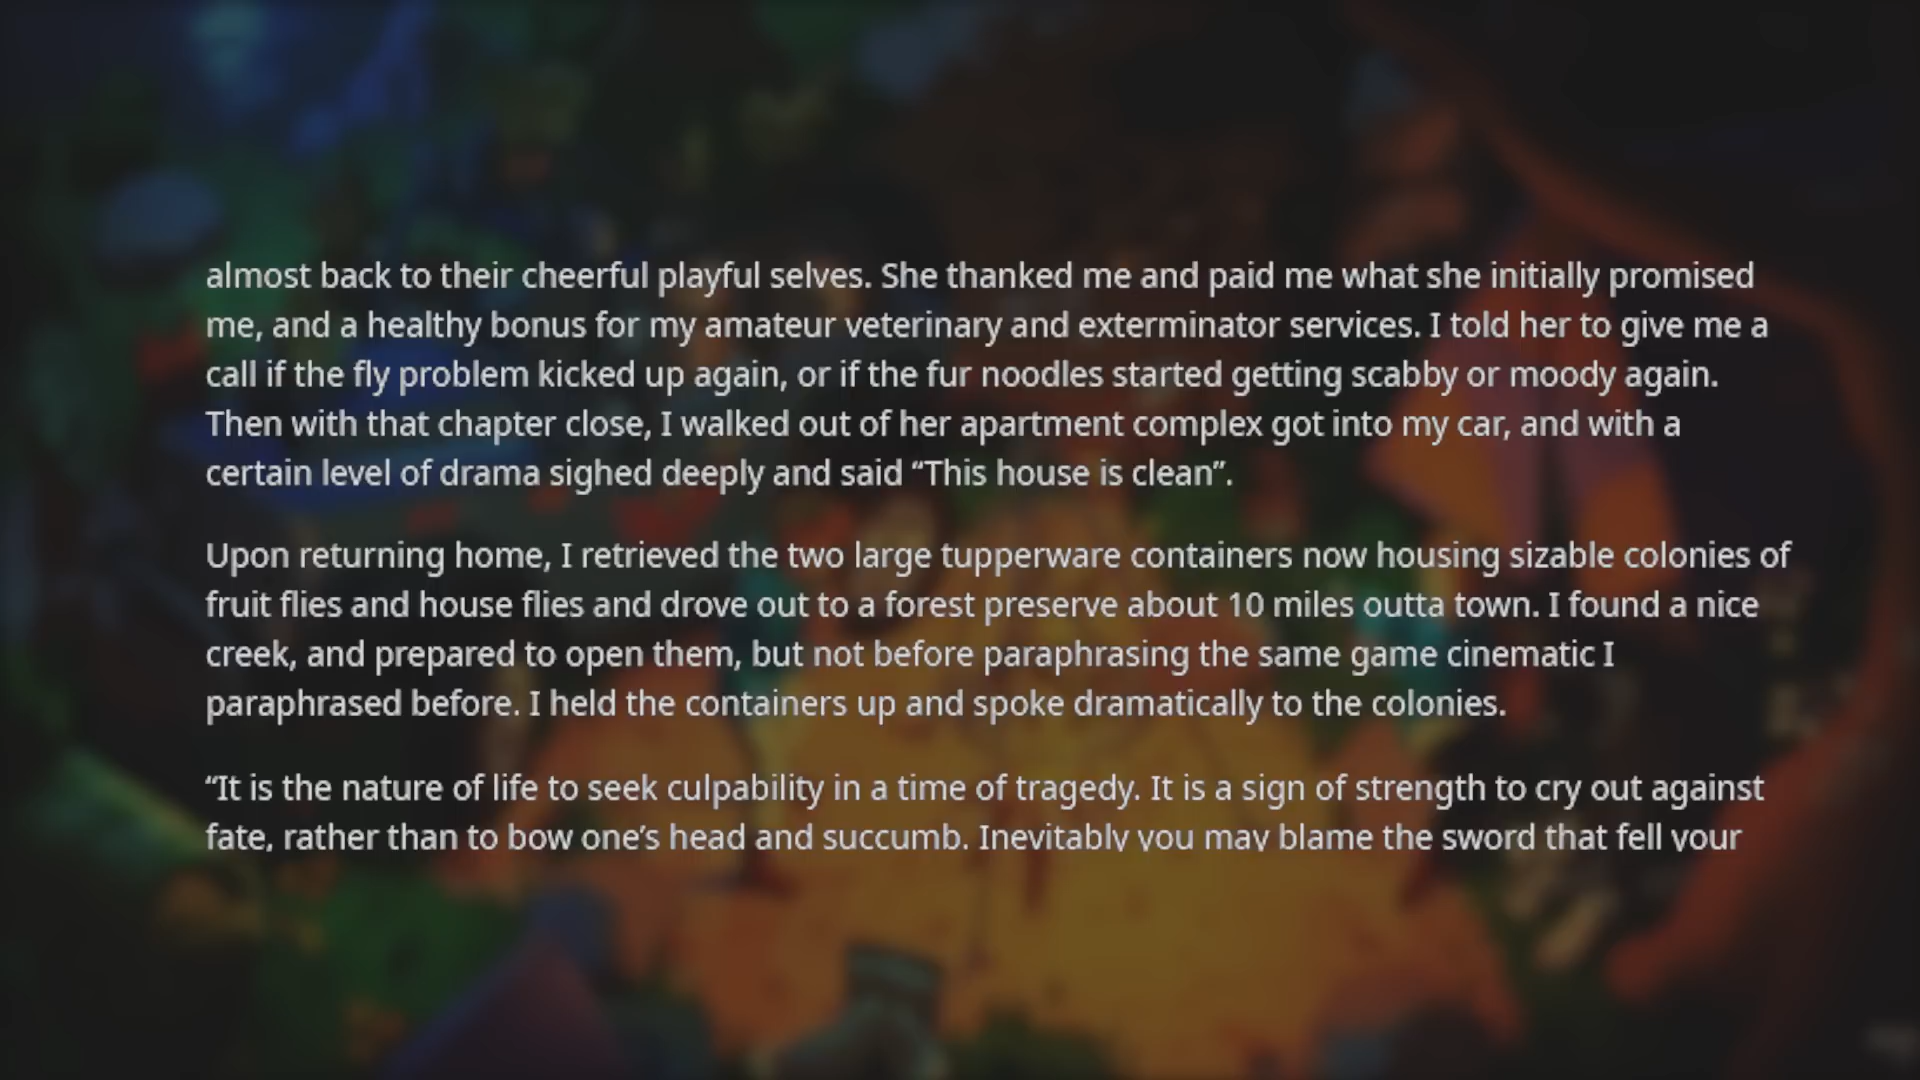 almost back to their cheerful playful selves. She thanked me and paid me what she initially promised
me, and a healthy bonus for my amateur veterinary and exterminator services. I told her to give me a
call if the fly problem kicked up again, or if the fur noodles started getting scabby or moody again.
Then with that chapter close, I walked out of her apartment complex got into my car, and with a
certain level of drama sighed deeply and said “This house is clean”.
Upon returning home, I retrieved the two large tupperware containers now housing sizable colonies of
fruit flies and house flies and drove out to a forest preserve about 10 miles outta town. I found a nice
creek, and prepared to open them, but not before paraphrasing the same game cinematic I
paraphrased before. I held the containers up and spoke dramatically to the colonies.
“It is the nature of life to seek culpability in a time of tragedy. It is a sign of strength to cry out against
fate, rather than to bow one’s head and succumb. Inevitably you may blame the sword that fell your